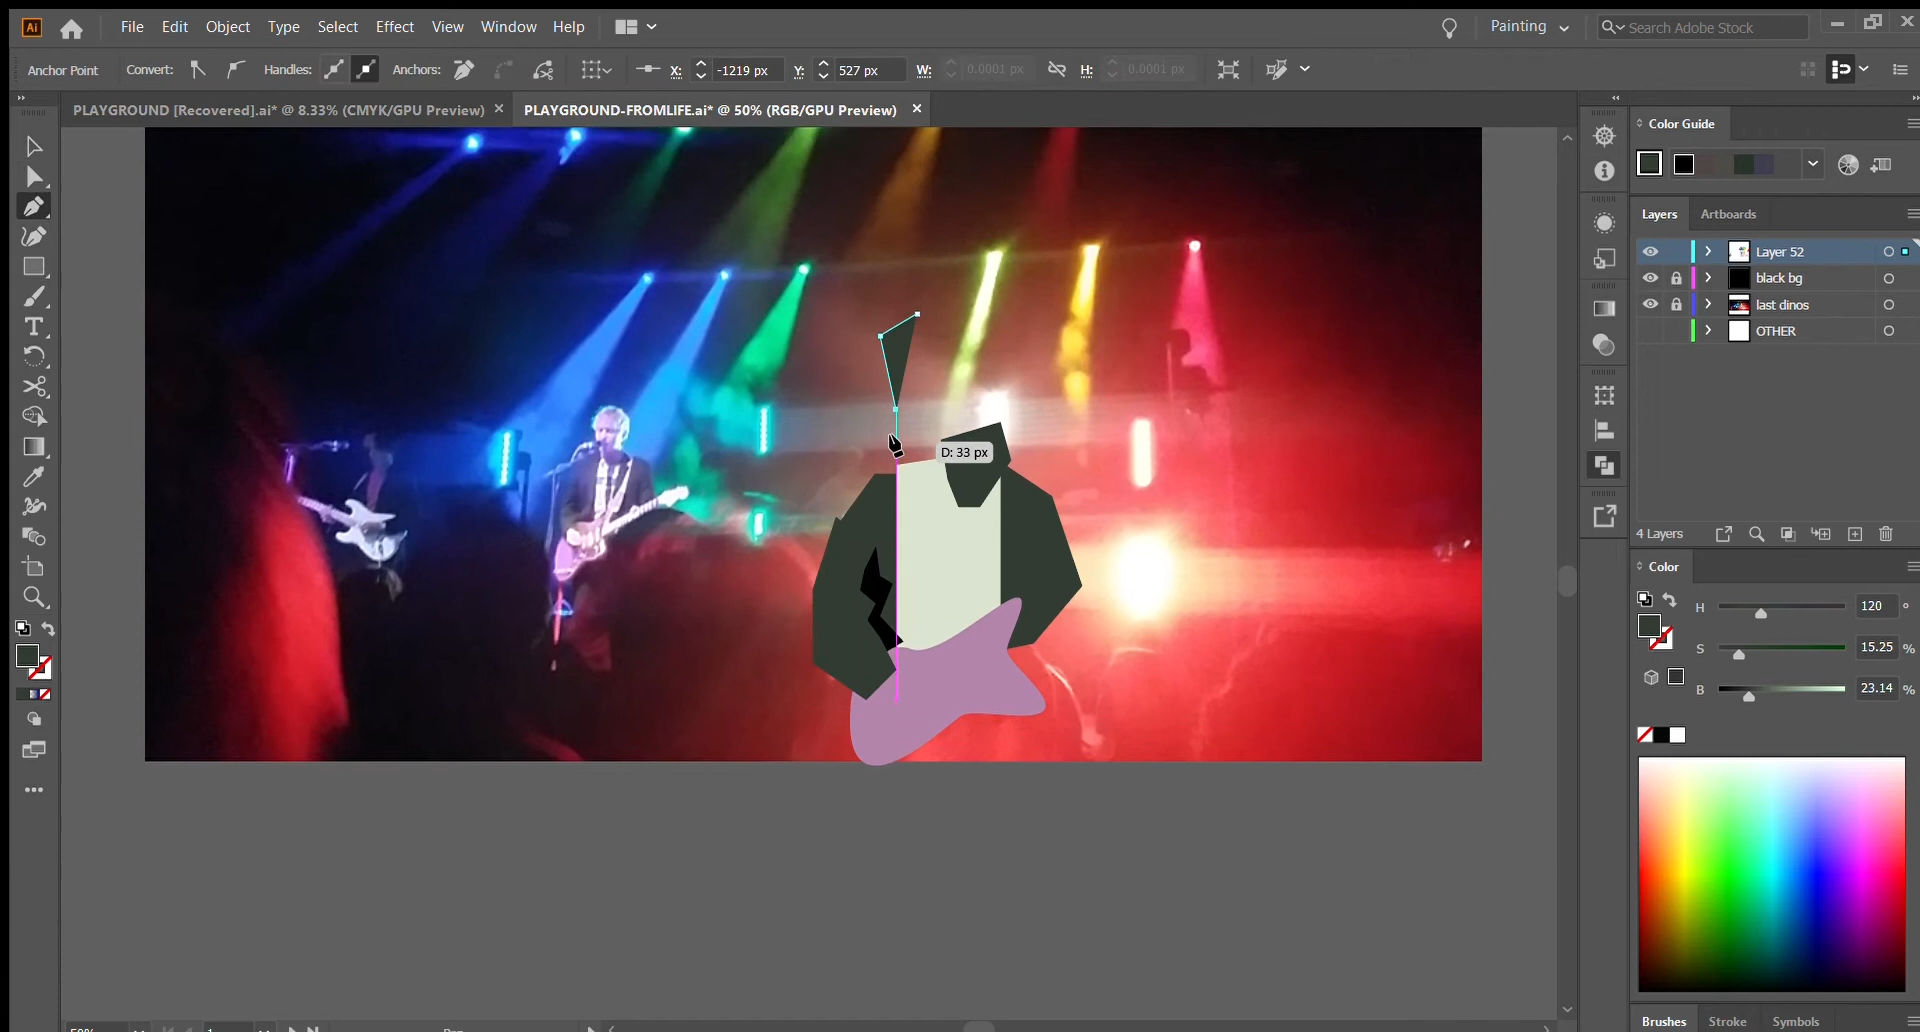 Ai File Edit Object Type Select Effect View Window Help Painting Search Adobe Stock
Anchor Point Convert: Handles: Anchors: X: -1219 px Y: 527 px W: 0.0001 px H: 0.0001 px
PLAYGROUND [Recovered].ai* @ 8.33% (CMYK/GPU Preview) × PLAYGROUND-FROMLIFE.ai* @ 50% (RGB/GPU Preview) ×
Color Guide
Layers Artboards
Layer 52
black bg
last dinos
OTHER
D: 33 px
4 Layers
Color
H 120 °
S 15.25 %
B 23.14 %
50% 1 Pen
Brushes Stroke Symbols